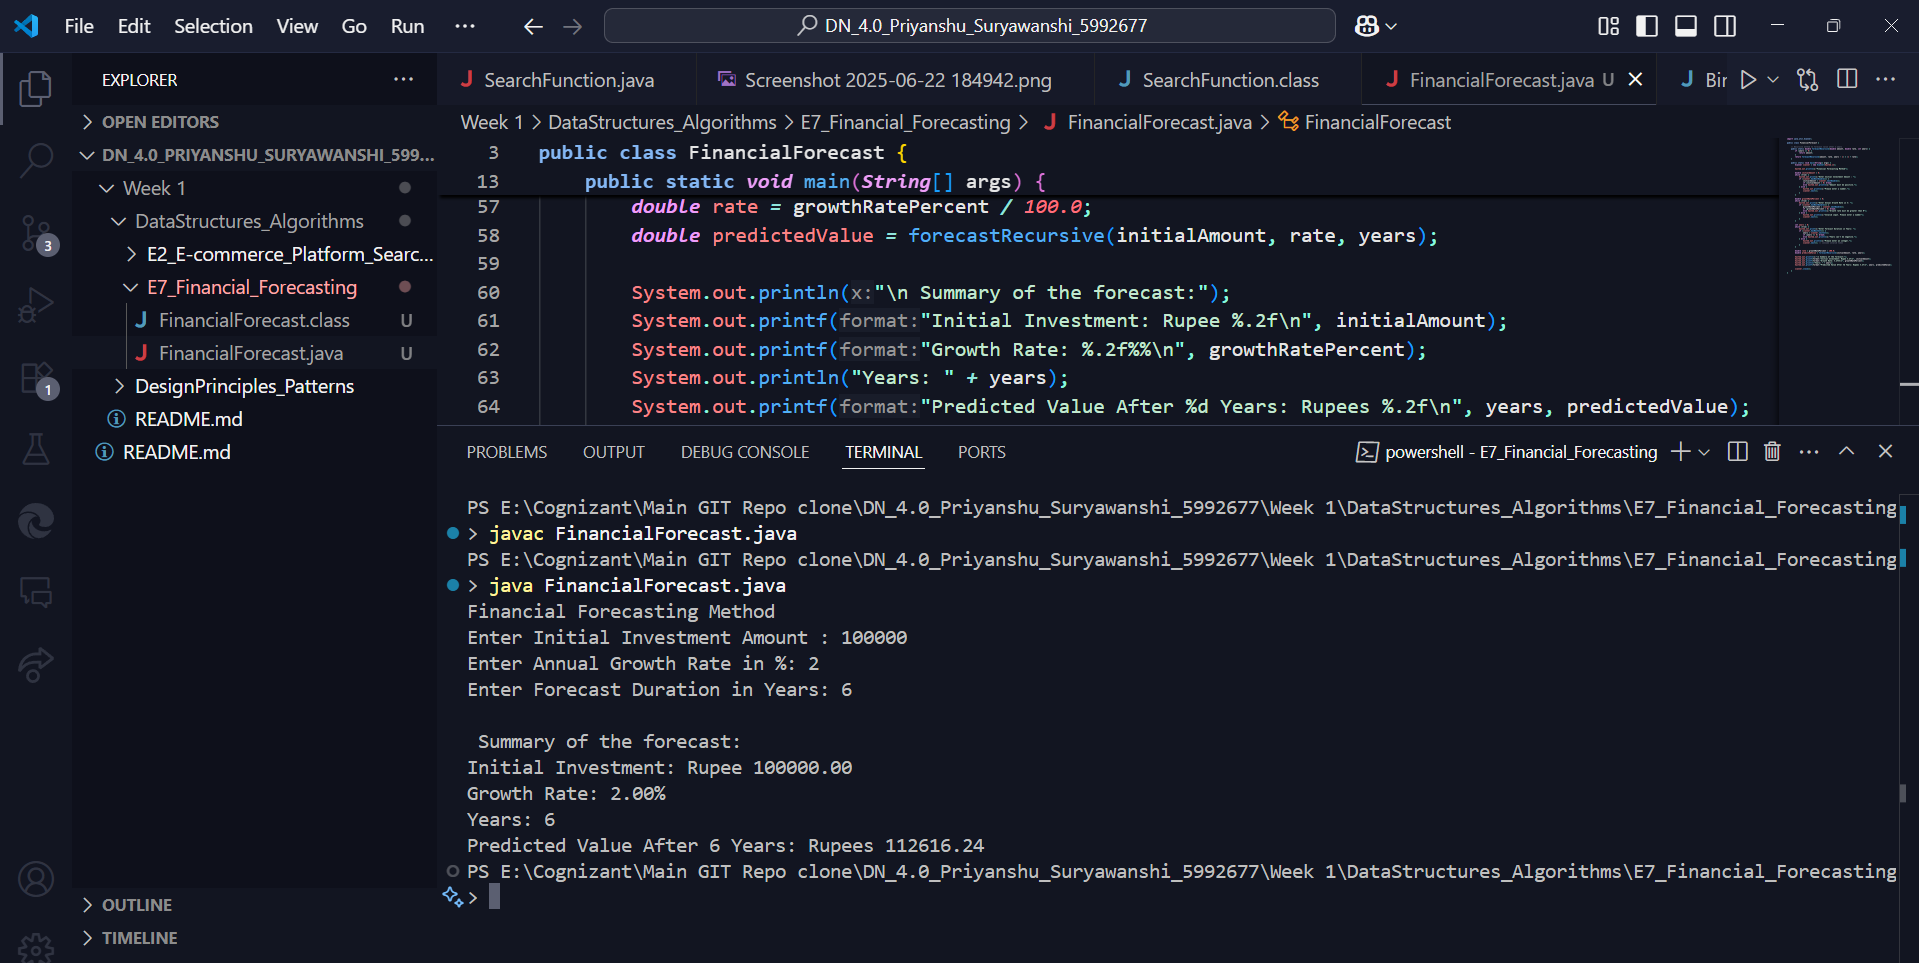 File Edit Selection View Go Run ··· DN_4.0_Priyanshu_Suryawanshi_5992677
EXPLORER
OPEN EDITORS
DN_4.0_PRIYANSHU_SURYAWANSHI_599...
Week 1
DataStructures_Algorithms
E2_E-commerce_Platform_Searc...
E7_Financial_Forecasting
J FinancialForecast.class U
J FinancialForecast.java U
DesignPrinciples_Patterns
README.md
README.md
OUTLINE
TIMELINE
3
1
J SearchFunction.java Screenshot 2025-06-22 184942.png J SearchFunction.class J FinancialForecast.java U J Bir
Week 1 > DataStructures_Algorithms > E7_Financial_Forecasting > J FinancialForecast.java > FinancialForecast
3 public class FinancialForecast {
13 public static void main(String[] args) {
57 double rate = growthRatePercent / 100.0;
58 double predictedValue = forecastRecursive(initialAmount, rate, years);
59
60 System.out.println(x:"\n Summary of the forecast:");
61 System.out.printf(format:"Initial Investment: Rupee %.2f\n", initialAmount);
62 System.out.printf(format:"Growth Rate: %.2f%%\n", growthRatePercent);
63 System.out.println("Years: " + years);
64 System.out.printf(format:"Predicted Value After %d Years: Rupees %.2f\n", years, predictedValue);
PROBLEMS OUTPUT DEBUG CONSOLE TERMINAL PORTS powershell - E7_Financial_Forecasting
PS E:\Cognizant\Main GIT Repo clone\DN_4.0_Priyanshu_Suryawanshi_5992677\Week 1\DataStructures_Algorithms\E7_Financial_Forecasting
> javac FinancialForecast.java
PS E:\Cognizant\Main GIT Repo clone\DN_4.0_Priyanshu_Suryawanshi_5992677\Week 1\DataStructures_Algorithms\E7_Financial_Forecasting
> java FinancialForecast.java
Financial Forecasting Method
Enter Initial Investment Amount : 100000
Enter Annual Growth Rate in %: 2
Enter Forecast Duration in Years: 6
Summary of the forecast:
Initial Investment: Rupee 100000.00
Growth Rate: 2.00%
Years: 6
Predicted Value After 6 Years: Rupees 112616.24
PS E:\Cognizant\Main GIT Repo clone\DN_4.0_Priyanshu_Suryawanshi_5992677\Week 1\DataStructures_Algorithms\E7_Financial_Forecasting
>